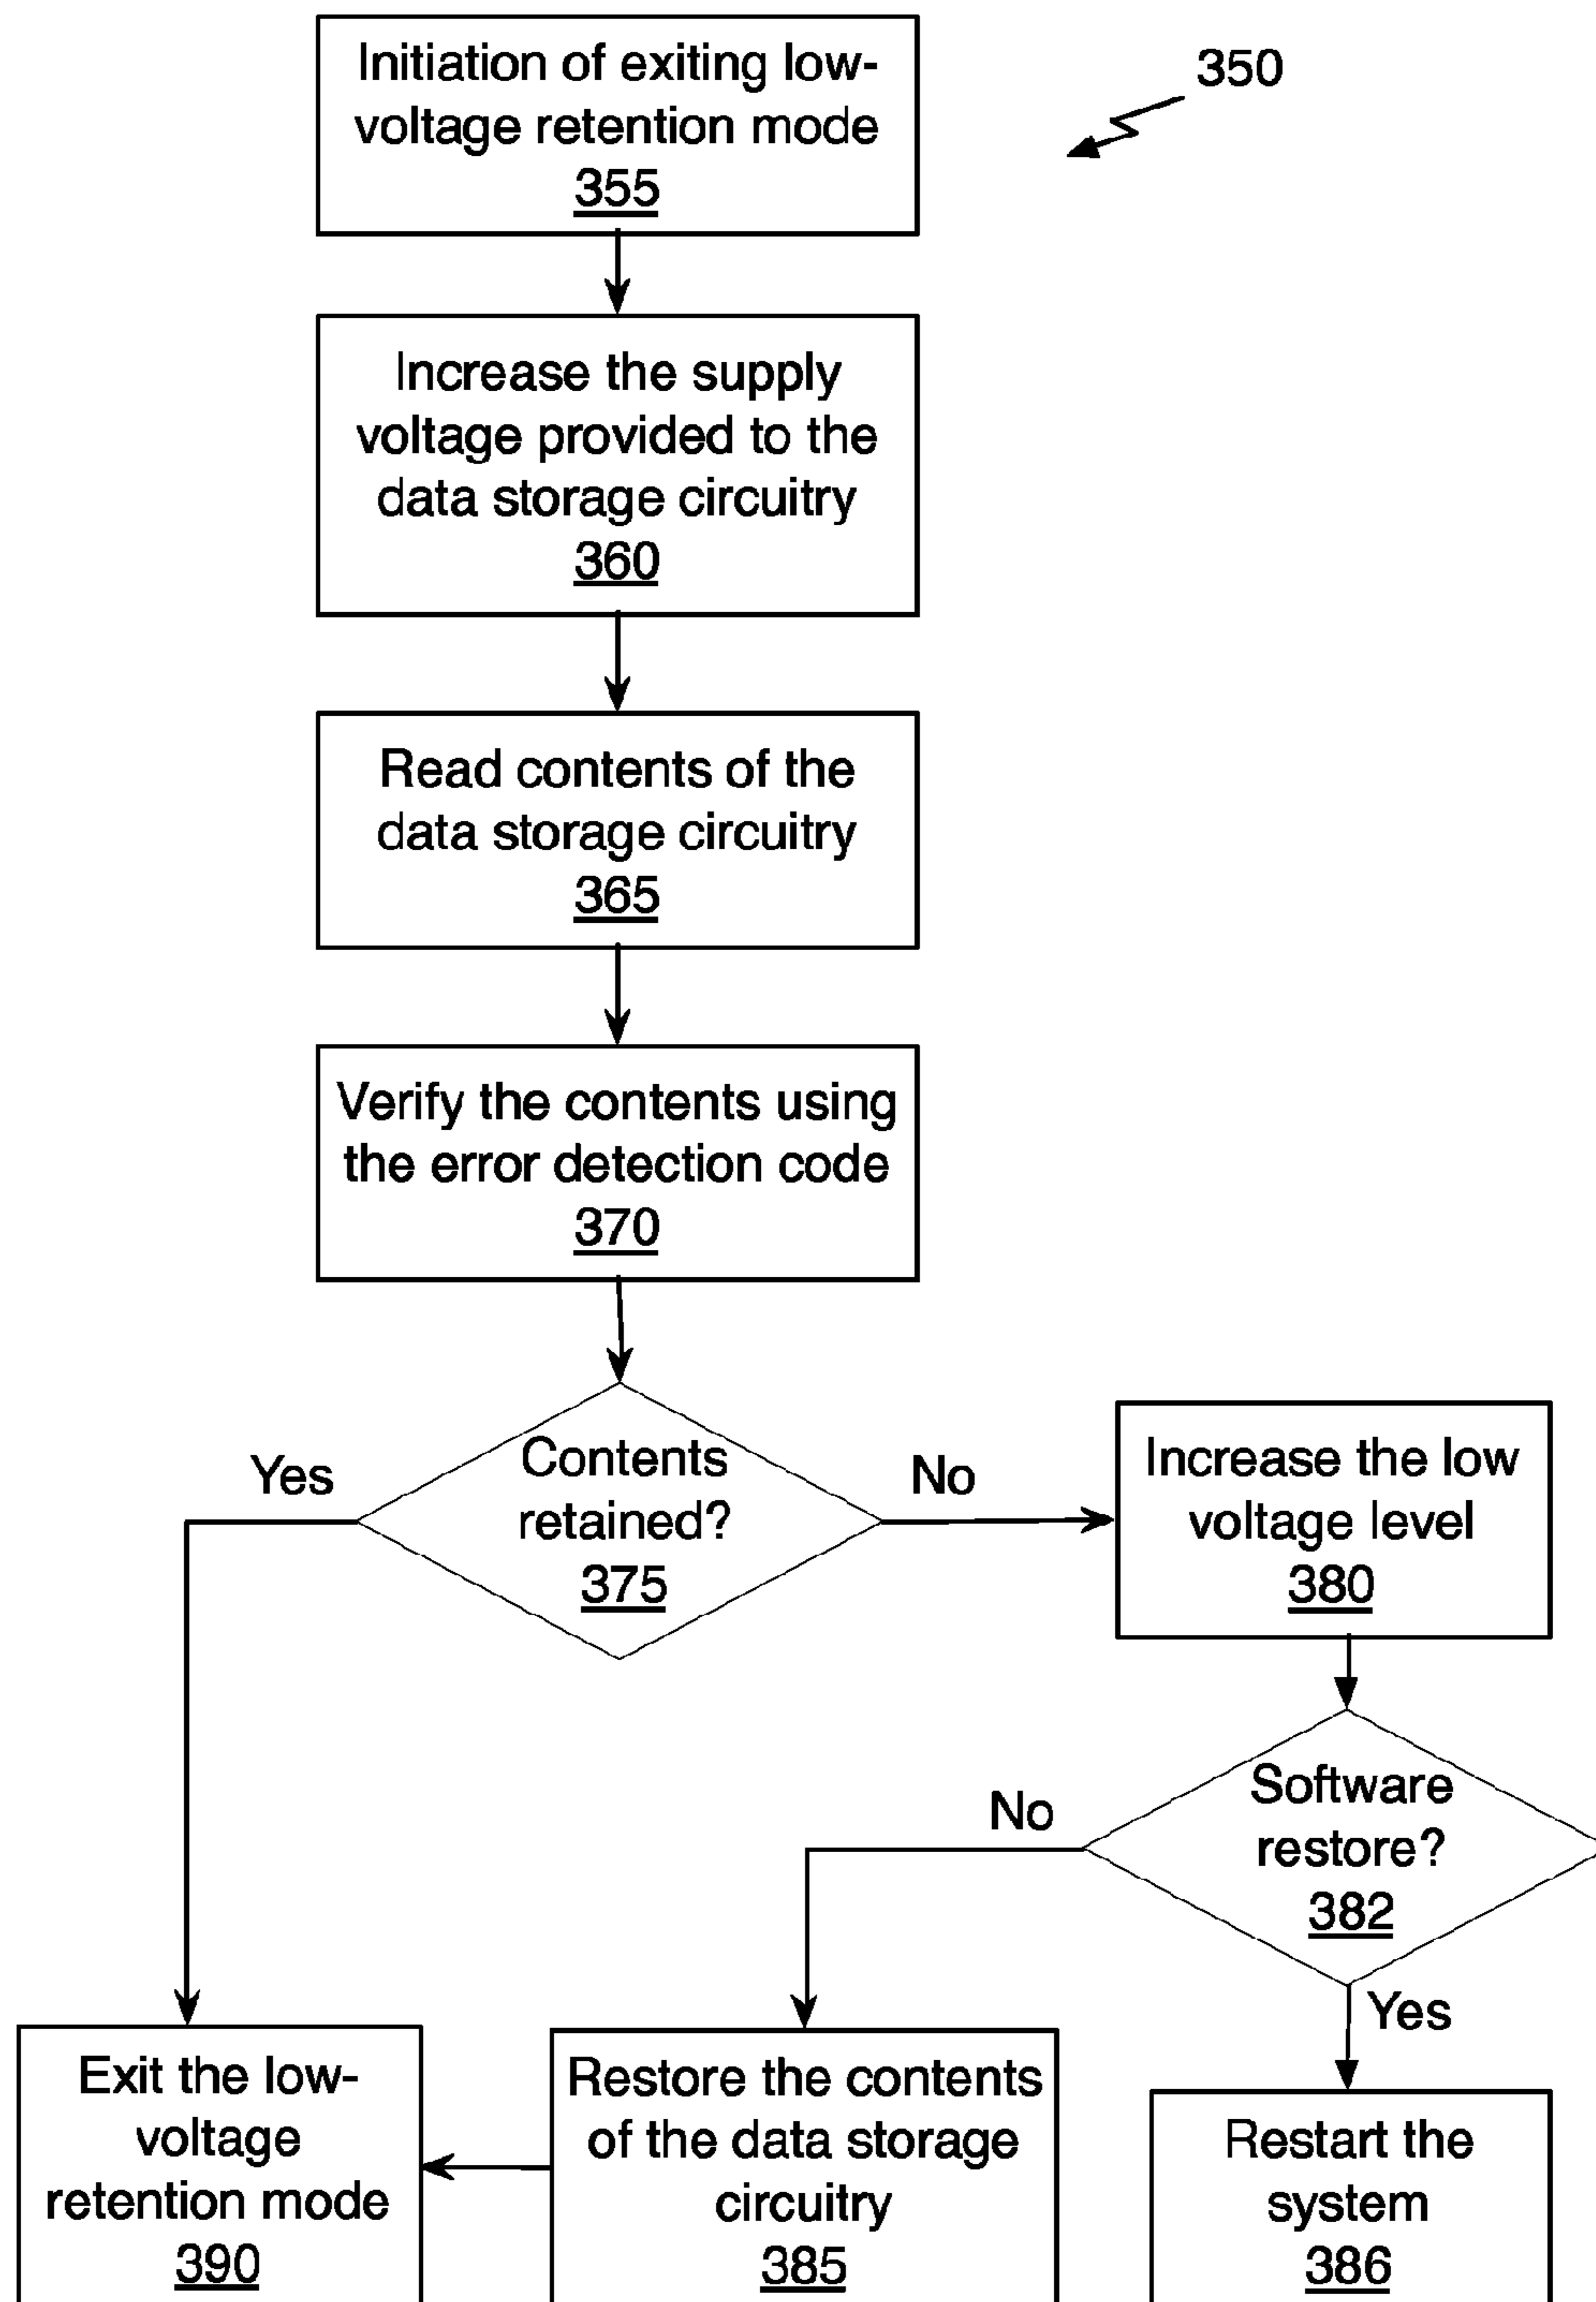 Initiation of exiting low-
voltage retention mode
355
350
Increase the supply
voltage provided to the
data storage circuitry
360
Read contents of the
data storage circuitry
365
Verify the contents using
the error detection code
370
Contents
retained?
375
Yes
No
Increase the low
voltage level
380
Software
restore?
382
No
Yes
Exit the low-
voltage
retention mode
390
Restore the contents
of the data storage
circuitry
385
Restart the
system
386